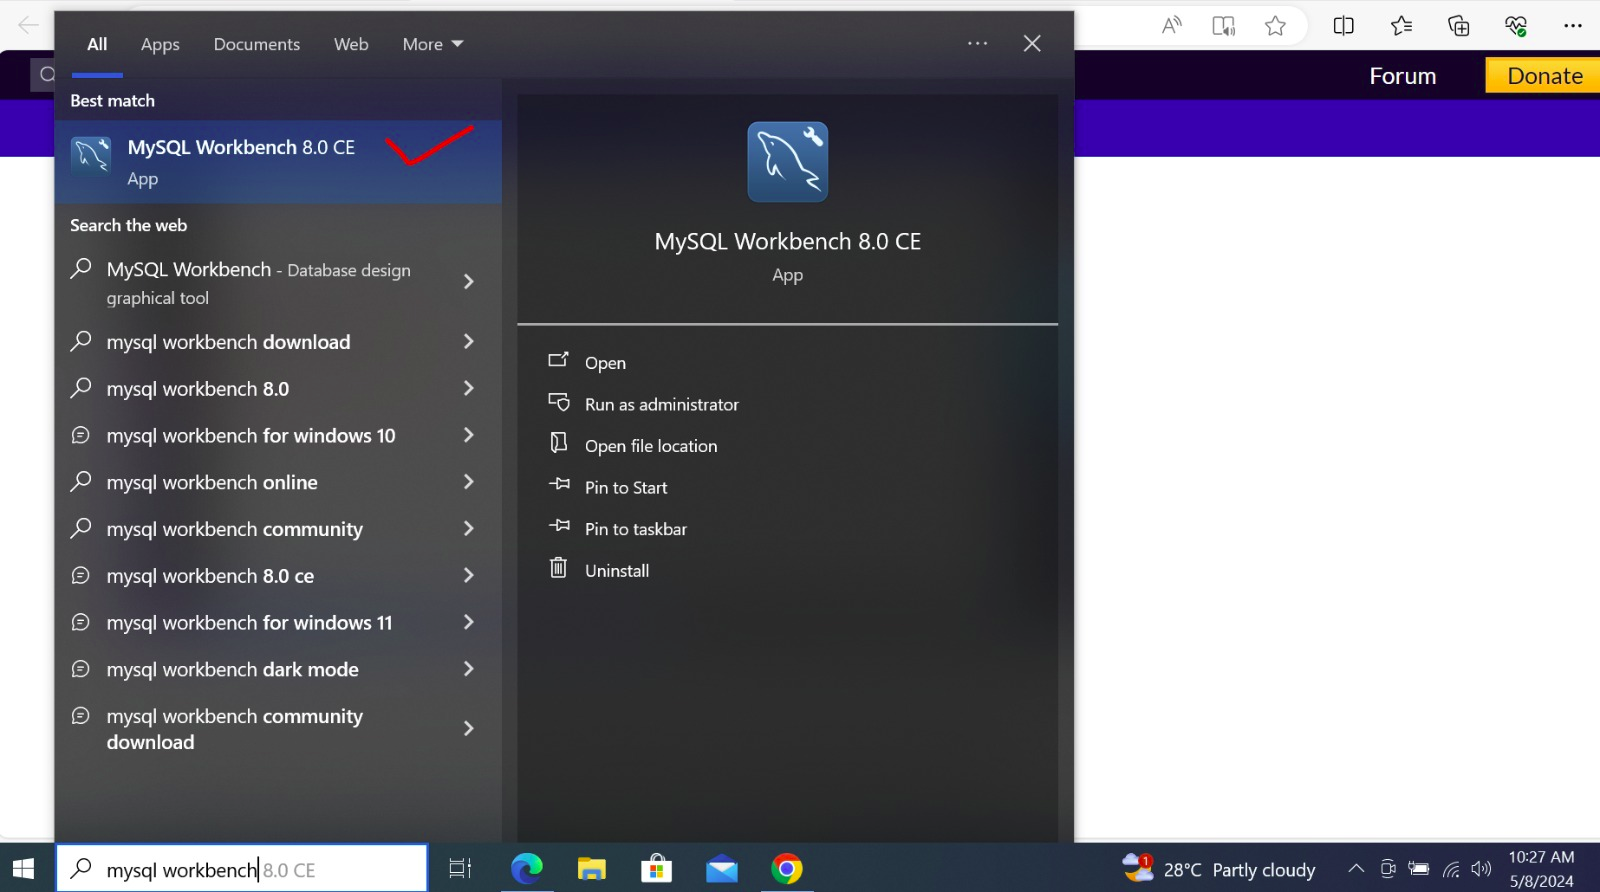 Forum
Donate
All
Apps
Documents
Web
More
Best match
MySQL Workbench 8.0 CE
App
Search the web
MySQL Workbench - Database design
graphical tool
mysql workbench download
mysql workbench 8.0
mysql workbench for windows 10
mysql workbench online
mysql workbench community
mysql workbench 8.0 ce
mysql workbench for windows 11
mysql workbench dark mode
mysql workbench community
download
MySQL Workbench 8.0 CE
App
Open
Run as administrator
Open file location
Pin to Start
Pin to taskbar
Uninstall
mysql workbench 8.0 CE
1
28°C Partly cloudy
10:27 AM
5/8/2024